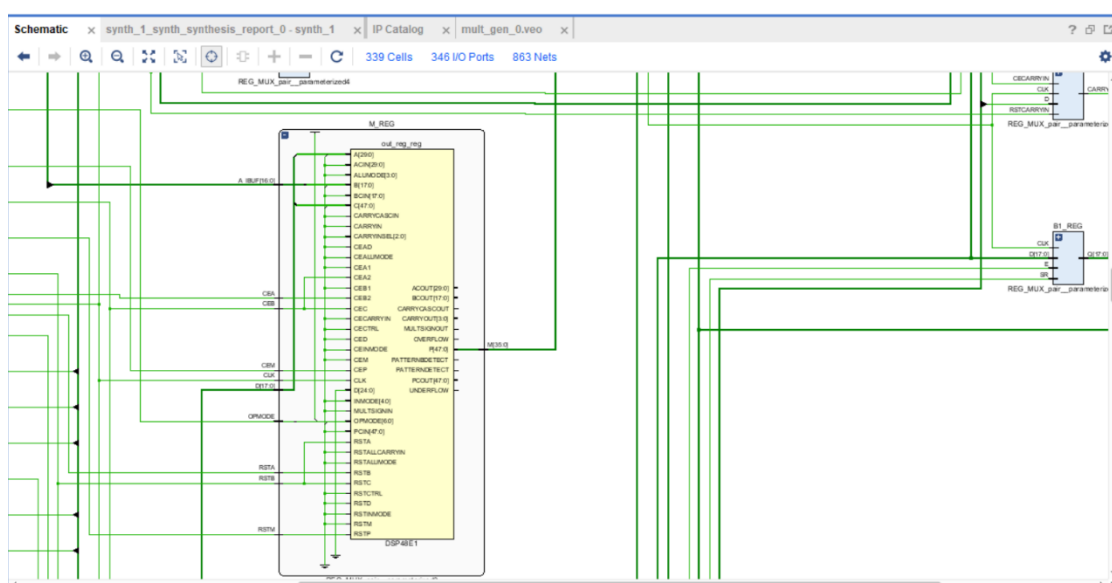 Schematic × synth_1_synth_synthesis_report_0 - synth_1 × IP Catalog × mult_gen_0.veo ×
339 Cells 346 I/O Ports 863 Nets
REG_MUX_pair__parameterized4
CECARRYIN
CLK
D
RSTCARRYIN
CARRY
REG_MUX_pair__parameterized
M_REG
out_reg_reg
A[29:0]
ACIN[29:0]
ALUMODE[3:0]
A_IBUF[16:0] B[17:0]
BCIN[17:0]
C[47:0]
CARRYCASCIN
CARRYIN
CARRYINSEL[2:0]
CEAD
CEALUMODE
CEA1
CEA2
CEB1 ACOUT[29:0]
CEA CEB2 BCOUT[17:0]
CEB CEC CARRYCASCOUT
CECARRYIN CARRYOUT[3:0]
CECTRL MULTSIGNOUT
CED OVERFLOW
CEINMODE P[47:0] M[35:0]
CEM PATTERNBDETECT
CEM CEP PATTERNDETECT
CLK CLK PCOUT[47:0]
D[17:0] D[24:0] UNDERFLOW
INMODE[4:0]
MULTSIGNIN
OPMODE OPMODE[6:0]
PCIN[47:0]
RSTA
RSTALLCARRYIN
RSTALUMODE
RSTA RSTB
RSTB RSTC
RSTCTRL
RSTD
RSTINMODE
RSTM
RSTM RSTP
DSP48E1
B1_REG
CLK
D[17:0] Q[17:0]
E
SR
REG_MUX_pair__parameterized